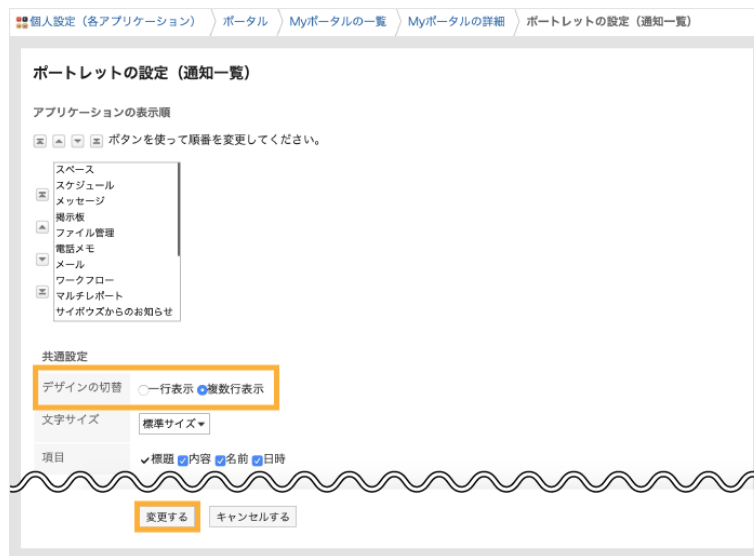 個人設定（各アプリケーション） 〉 ポータル 〉 Myポータルの一覧 〉 Myポータルの詳細 〉 ポートレットの設定（通知一覧）
ポートレットの設定（通知一覧）
アプリケーションの表示順
ボタンを使って順番を変更してください。
スペース
スケジュール
メッセージ
掲示板
ファイル管理
電話メモ
メール
ワークフロー
マルチレポート
サイボウズからのお知らせ
共通設定
デザインの切替 一行表示 複数行表示
文字サイズ 標準サイズ▾
項目 ✓標題 内容 名前 日時
変更する キャンセルする